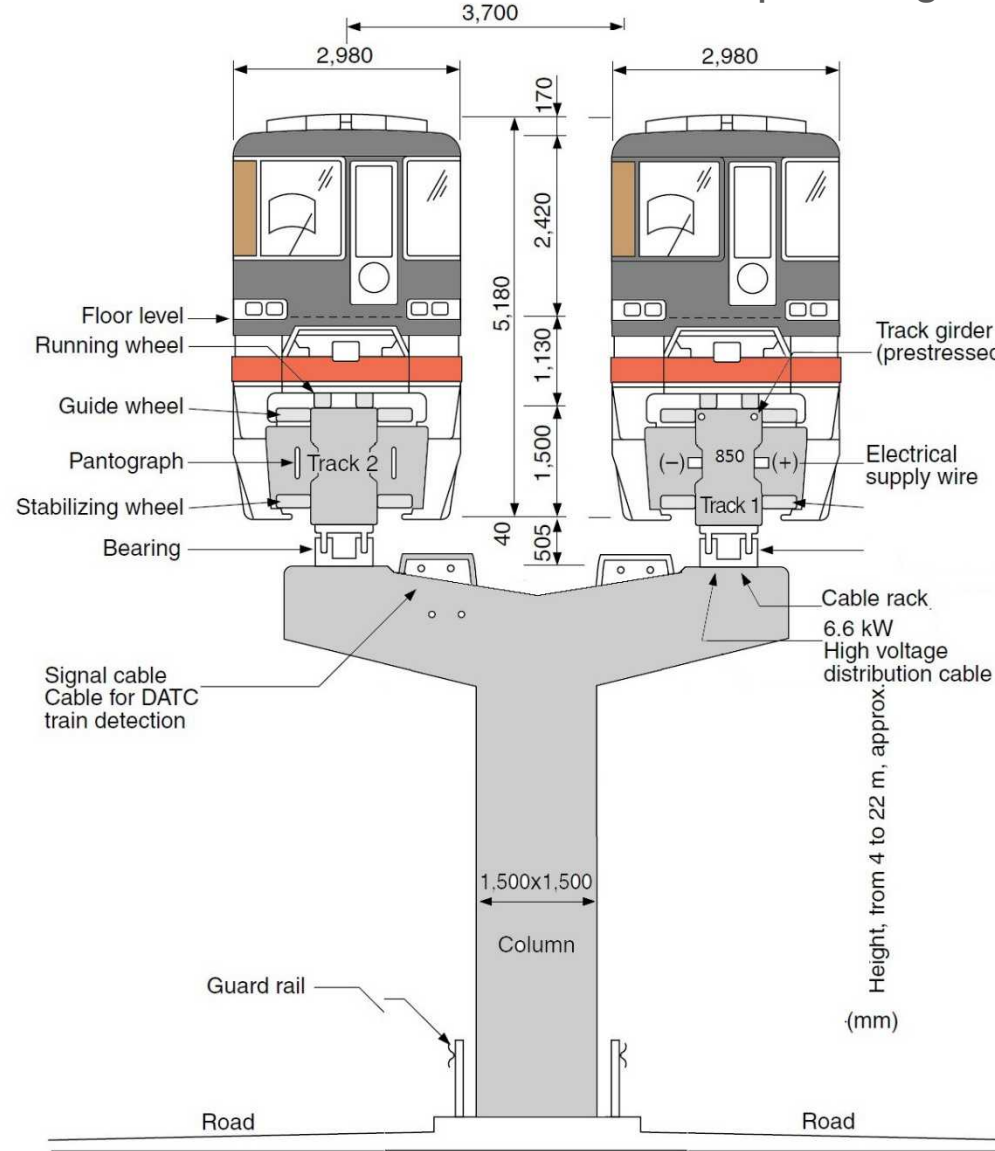 3,700
2,980
2,980
170
2,420
5,180
1,130
1,500
40
505
Floor level
Running wheel
Guide wheel
Pantograph
Stabilizing wheel
Bearing
Track 2
Track girder
(prestressed
850
(−)
(+)
Electrical
supply wire
Track 1
Cable rack
6.6 kW
High voltage
distribution cable
Signal cable
Cable for DATC
train detection
Height, from 4 to 22 m, approx.
1,500x1,500
Column
Guard rail
(mm)
Road
Road